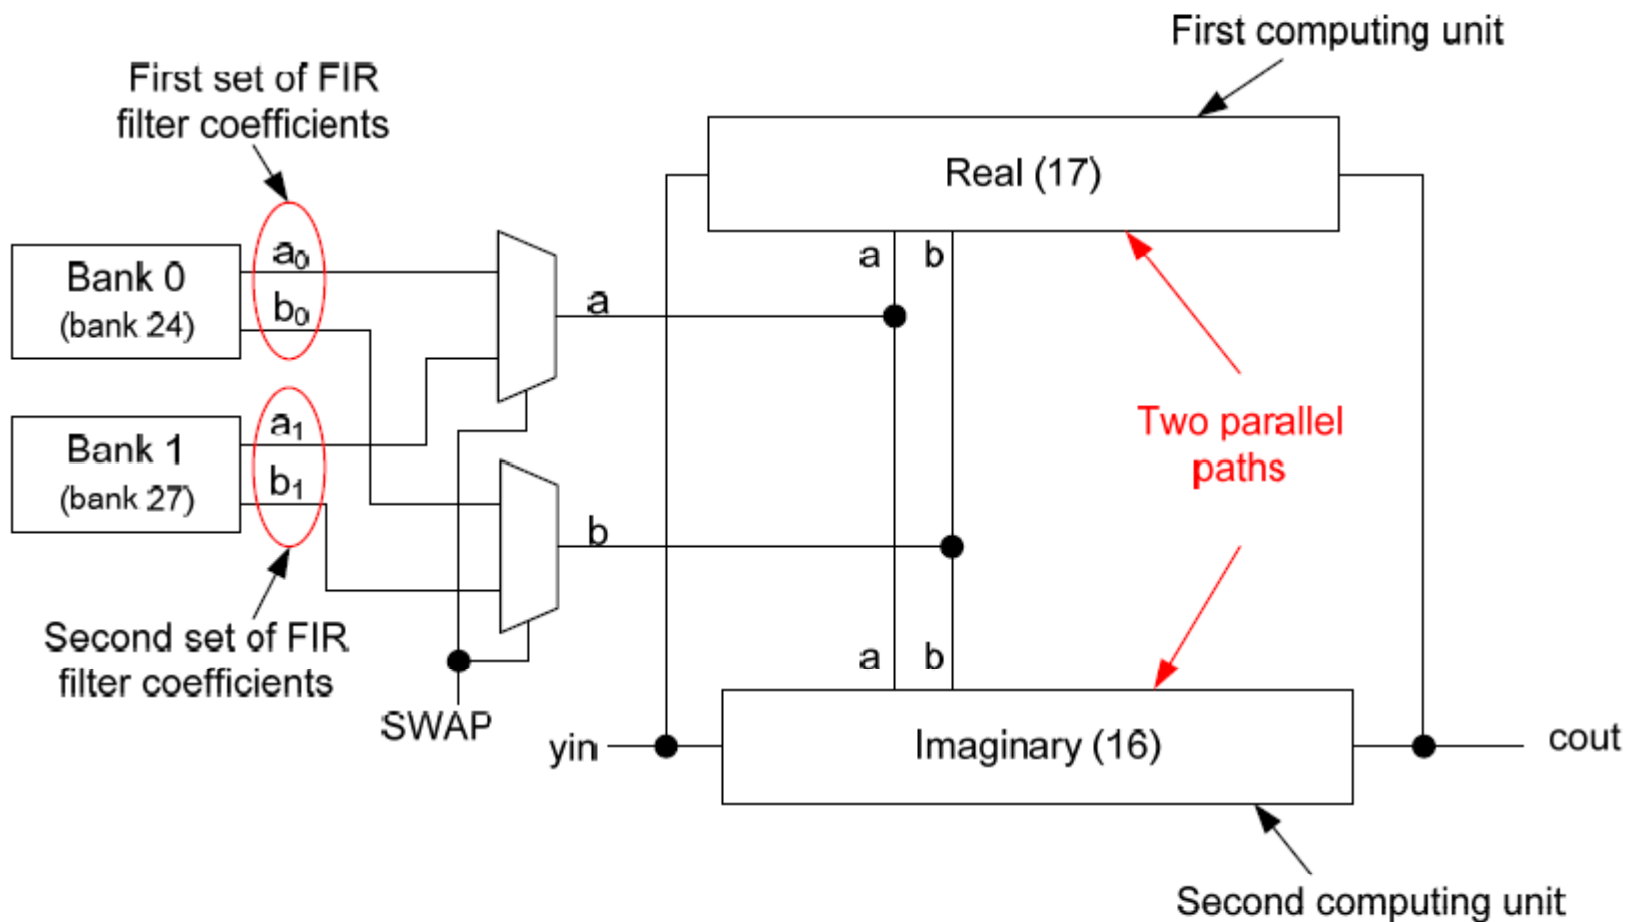 First computing unit
First set of FIR
filter coefficients
Real (17)
a₀
Bank 0
(bank 24)
b₀
a b
a
a₁
Bank 1
(bank 27)
b₁
Two parallel
paths
b
Second set of FIR
filter coefficients
a b
SWAP
yin
Imaginary (16)
cout
Second computing unit